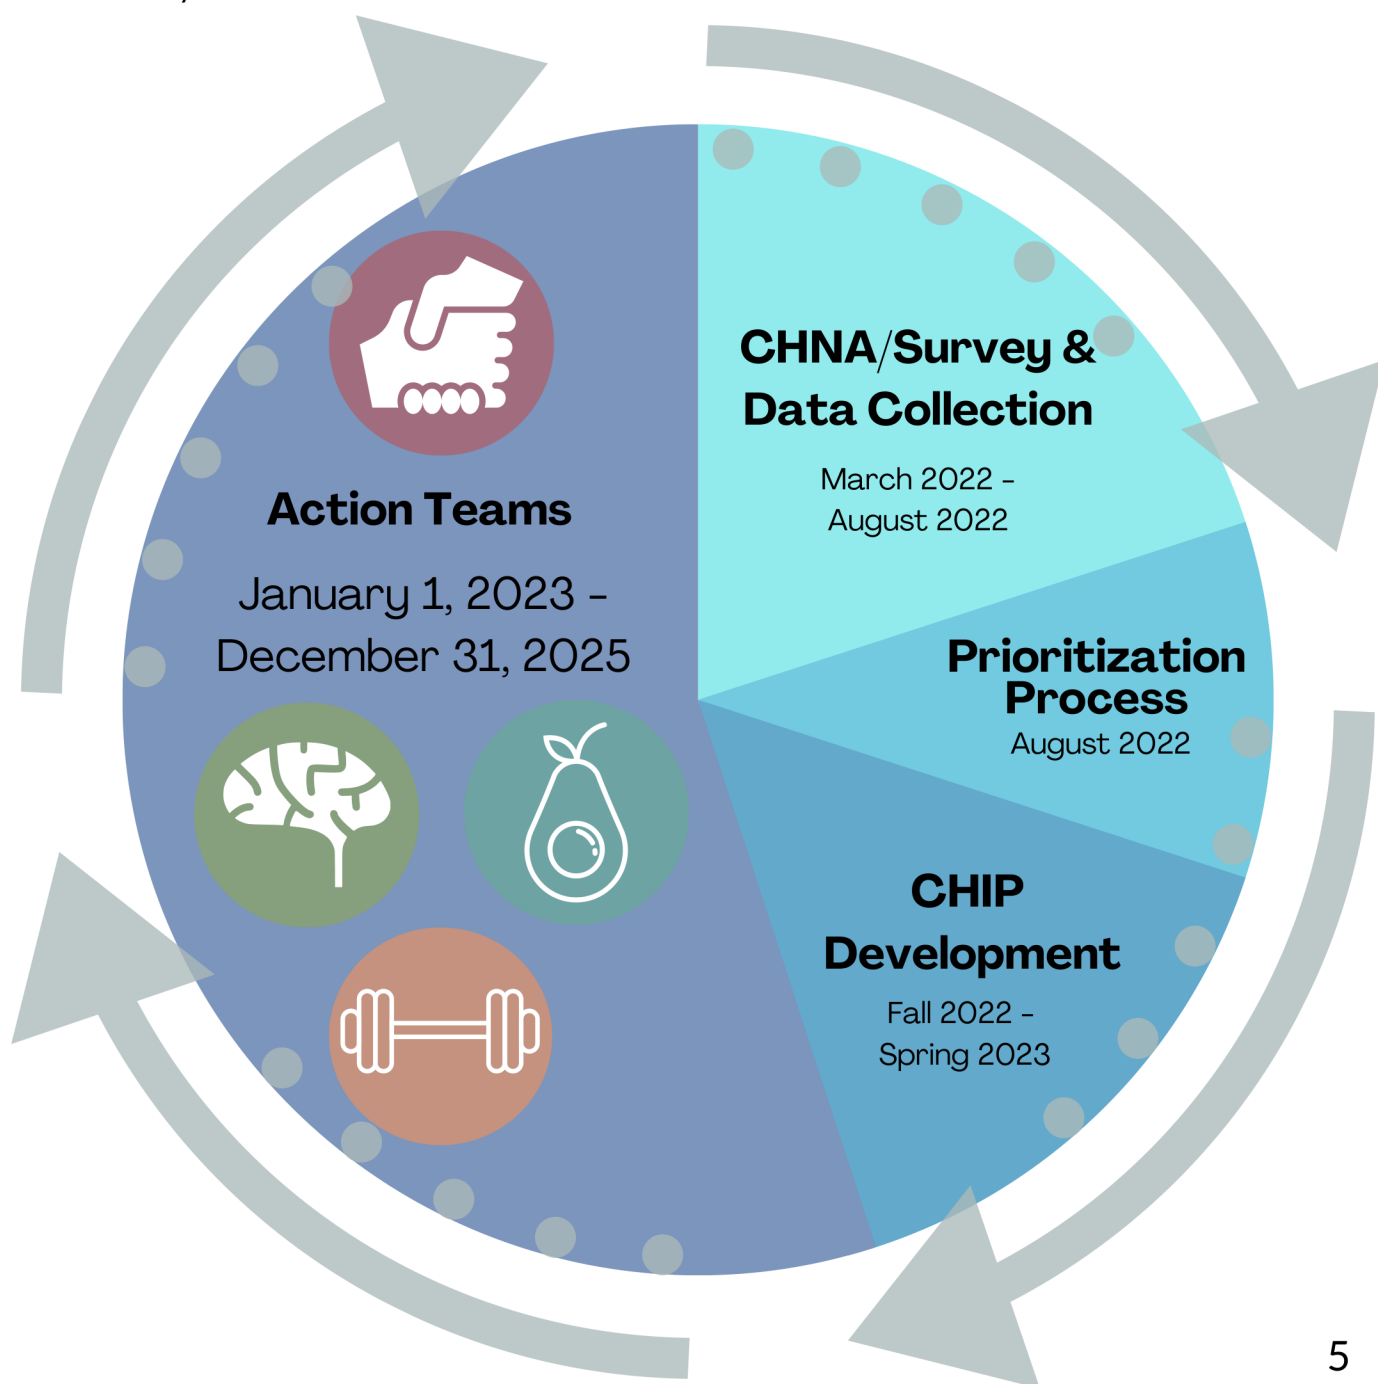 CHNA/Survey &
Data Collection
March 2022 –
August 2022
Prioritization
Process
August 2022
CHIP
Development
Fall 2022 –
Spring 2023
Action Teams
January 1, 2023 –
December 31, 2025
5